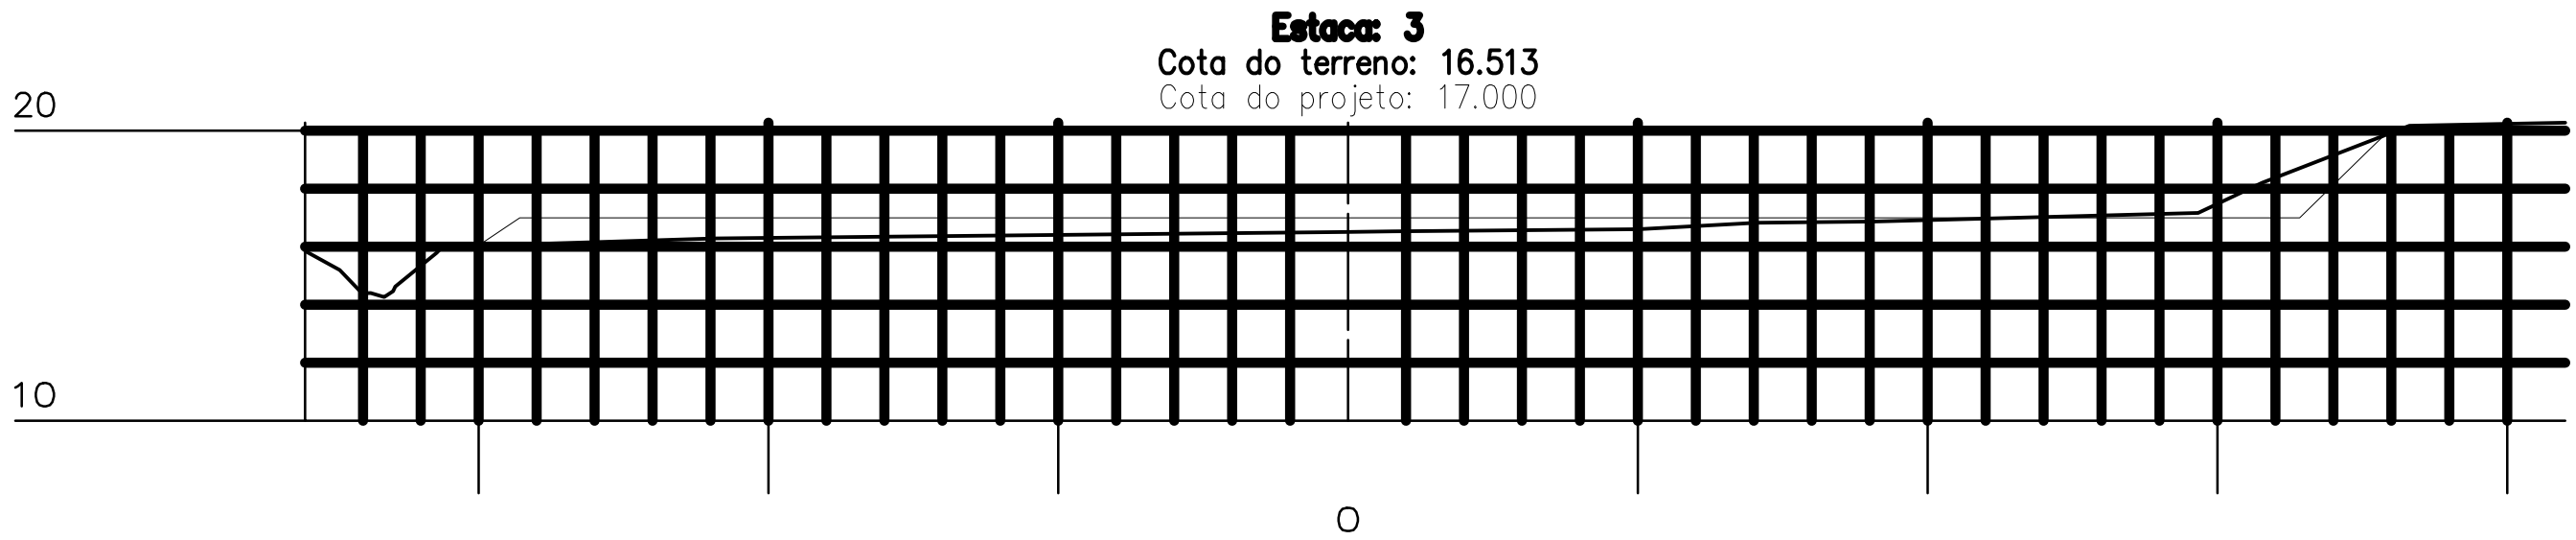 Estaca: 3
Cota do terreno: 16.513
Cota do projeto: 17.000
20
10
0